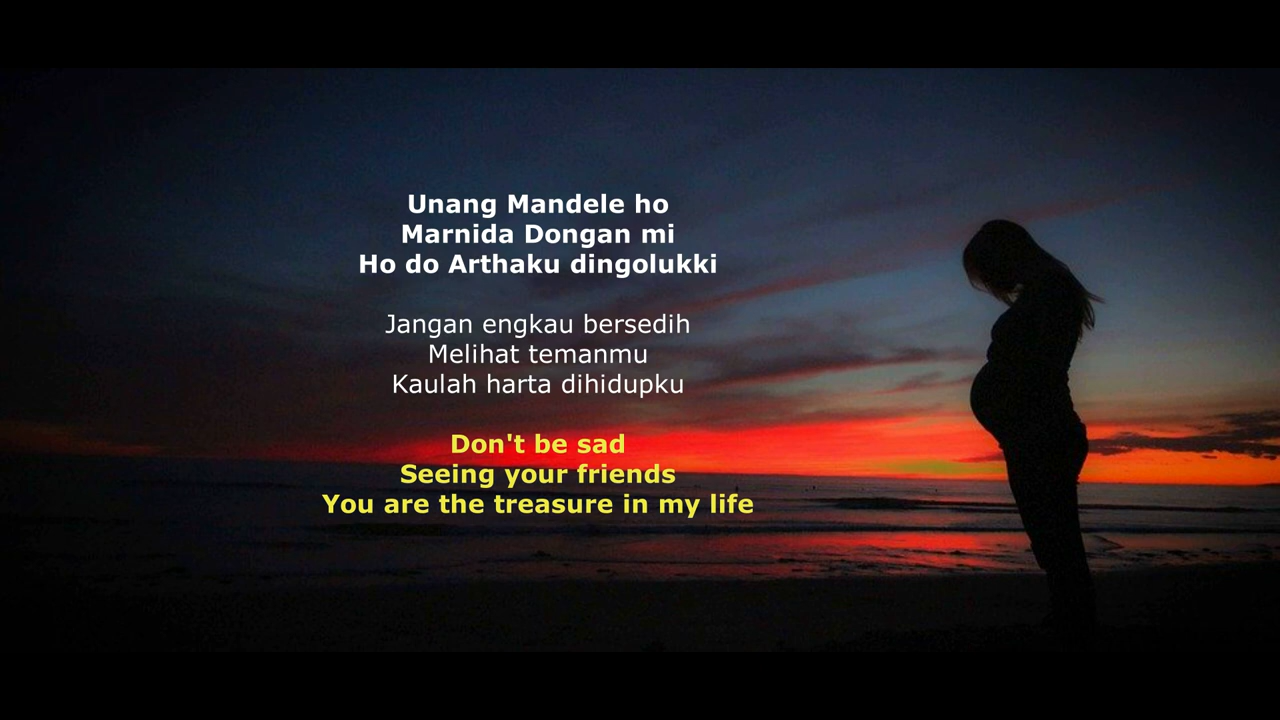 Unang Mandele ho
Marnida Dongan mi
Ho do Arthaku dingolukki
Jangan engkau bersedih
Melihat temanmu
Kaulah harta dihidupku
Don't be sad
Seeing your friends
You are the treasure in my life